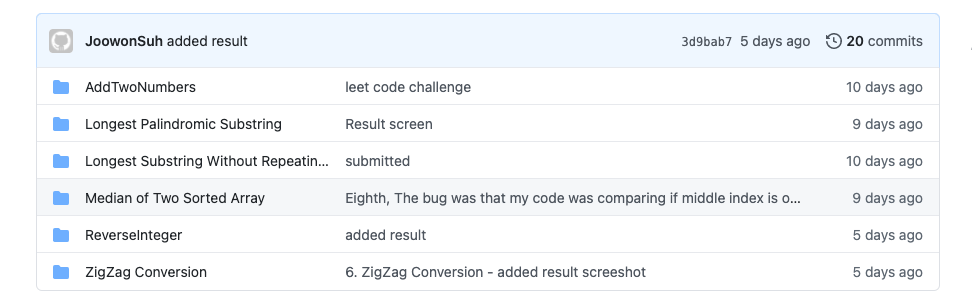 JoowonSuh added result 3d9bab7 5 days ago 20 commits
AddTwoNumbers leet code challenge 10 days ago
Longest Palindromic Substring Result screen 9 days ago
Longest Substring Without Repeatin... submitted 10 days ago
Median of Two Sorted Array Eighth, The bug was that my code was comparing if middle index is o... 9 days ago
ReverseInteger added result 5 days ago
ZigZag Conversion 6. ZigZag Conversion - added result screeshot 5 days ago